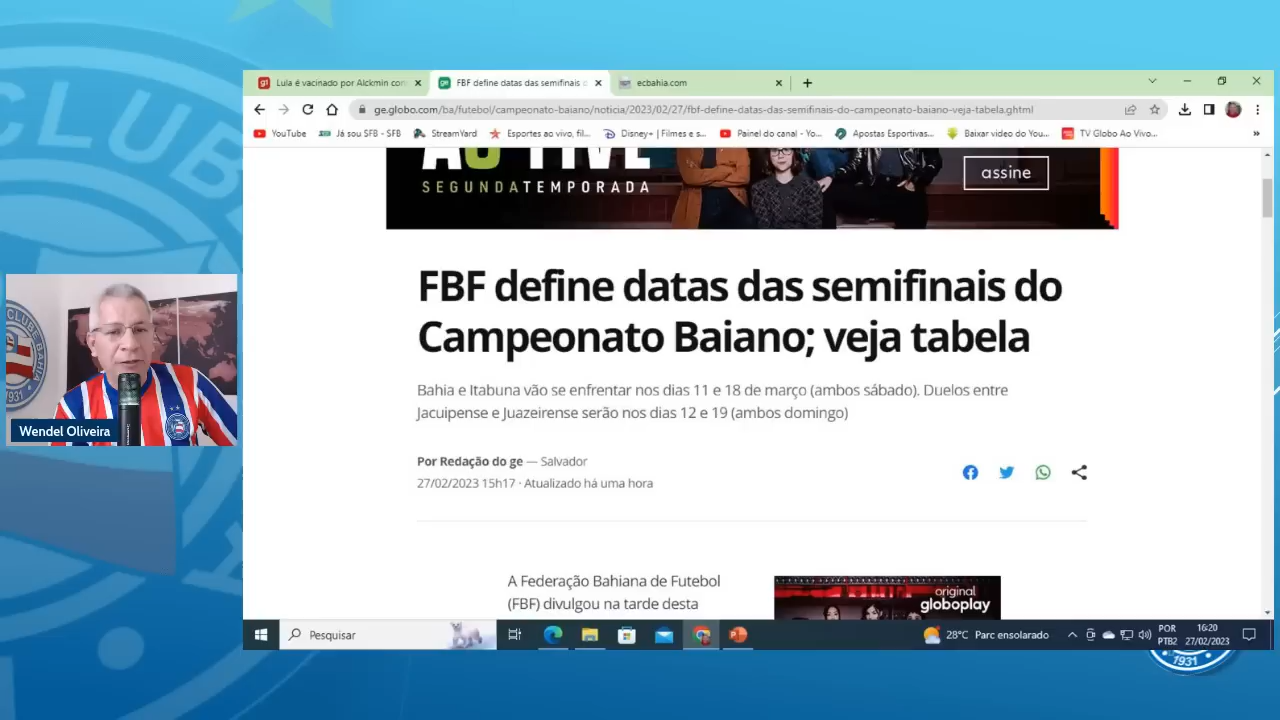 Lula é vacinado por Alckmin con
FBF define datas das semifinais d
ecbahia.com
ge.globo.com/ba/futebol/campeonato-baiano/noticia/2023/02/27/fbf-define-datas-das-semifinais-do-campeonato-baiano-veja-tabela.ghtml
YouTube
Já sou SFB - SFB
StreamYard
Esportes ao vivo, fil...
Disney+ | Filmes e s...
Painel do canal - Yo...
Apostas Esportivas...
Baixar video do You...
TV Globo Ao Vivo...
SEGUNDA TEMPORADA
assine
FBF define datas das semifinais do
Campeonato Baiano; veja tabela
Bahia e Itabuna vão se enfrentar nos dias 11 e 18 de março (ambos sábado). Duelos entre
Jacuipense e Juazeirense serão nos dias 12 e 19 (ambos domingo)
Por Redação do ge — Salvador
27/02/2023 15h17 · Atualizado há uma hora
A Federação Bahiana de Futebol
(FBF) divulgou na tarde desta
original
globoplay
Wendel Oliveira
CLUBE BAHIA
1931
Pesquisar
28°C Parc ensolarado
POR
PTB2
16:20
27/02/2023
1931
CLUBE